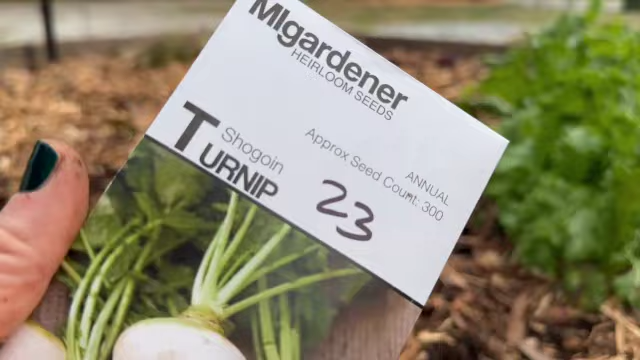 MIgardener
HEIRLOOM SEEDS
Shogoin
TURNIP
ANNUAL
Approx Seed Count: 300
23